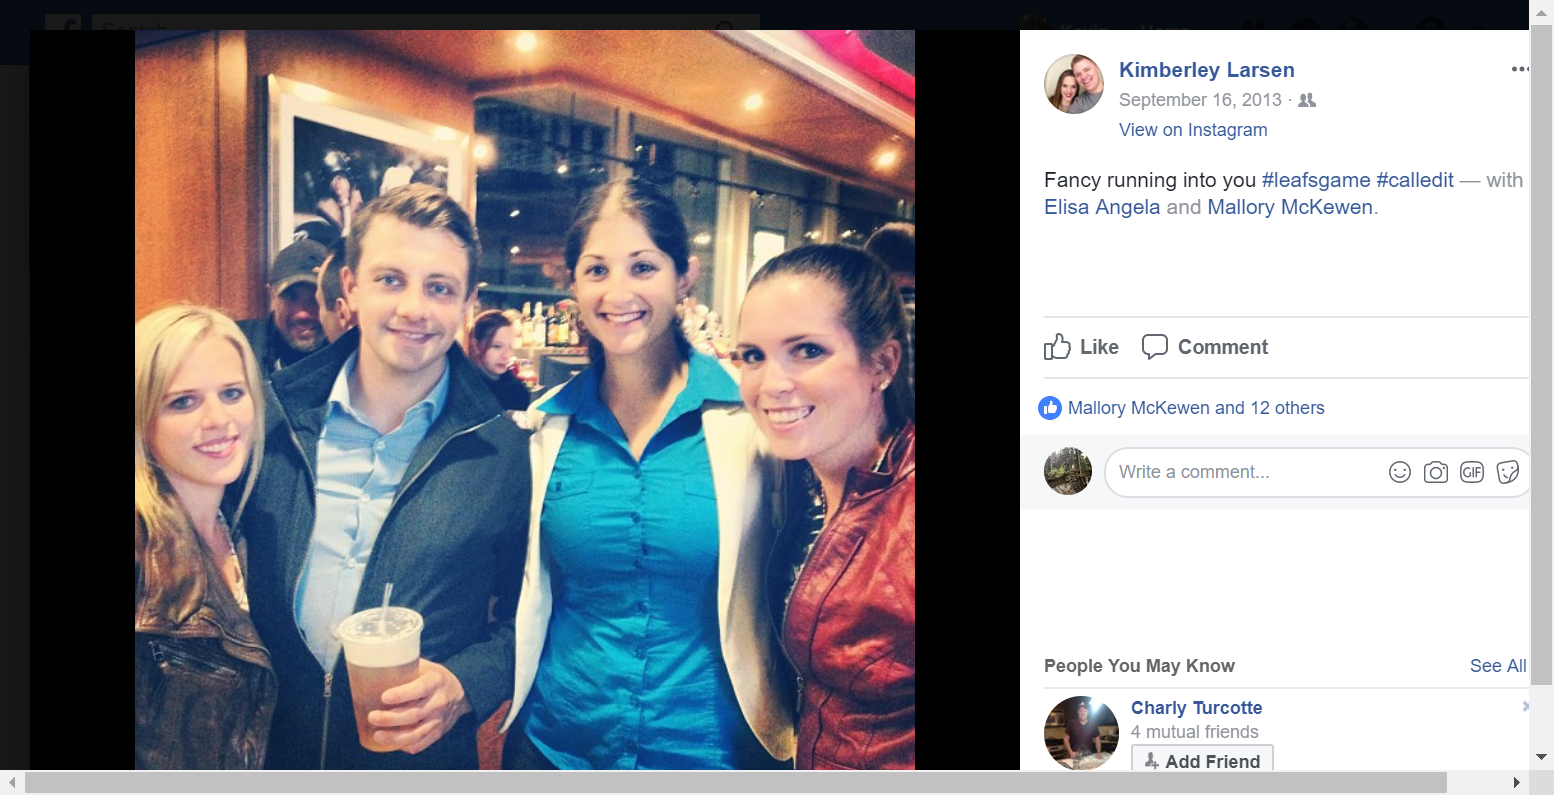 Search
Kimberley Larsen
September 16, 2013 ·
View on Instagram
Fancy running into you #leafsgame #calledit — with
Elisa Angela and Mallory McKewen.
Like Comment
Mallory McKewen and 12 others
Write a comment...
GIF
People You May Know See All
Charly Turcotte
4 mutual friends
Add Friend